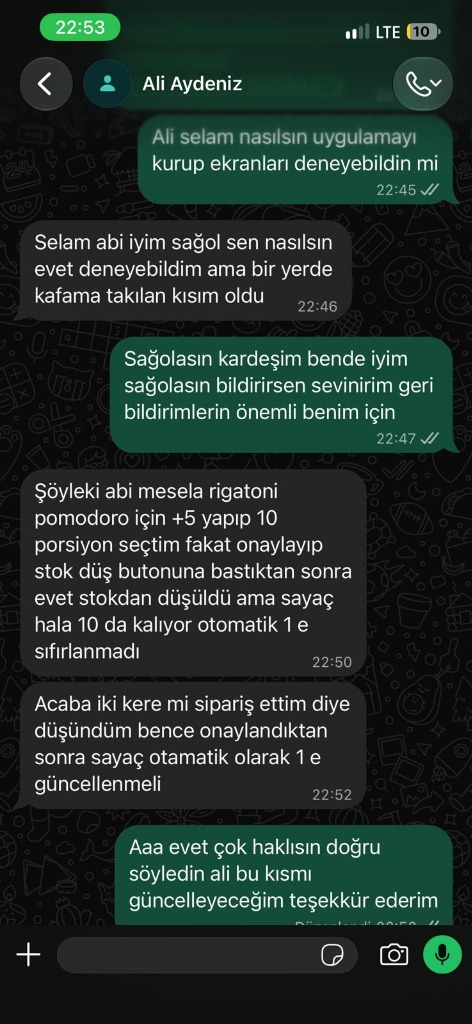 22:53
LTE
10
Ali Aydeniz
Ali selam nasılsın uygulamayı
kurup ekranları deneyebildin mi
22:45
Selam abi iyim sağol sen nasılsın
evet deneyebildim ama bir yerde
kafama takılan kısım oldu
22:46
Sağolasın kardeşim bende iyim
sağolasın bildirirsen sevinirim geri
bildirimlerin önemli benim için
22:47
Şöyleki abi mesela rigatoni
pomodoro için +5 yapıp 10
porsiyon seçtim fakat onaylayıp
stok düş butonuna bastıktan sonra
evet stokdan düşüldü ama sayaç
hala 10 da kalıyor otomatik 1 e
sıfırlanmadı
22:50
Acaba iki kere mi sipariş ettim diye
düşündüm bence onaylandıktan
sonra sayaç otamatik olarak 1 e
güncellenmeli
22:52
Aaa evet çok haklısın doğru
söyledin ali bu kısmı
güncelleyeceğim teşekkür ederim